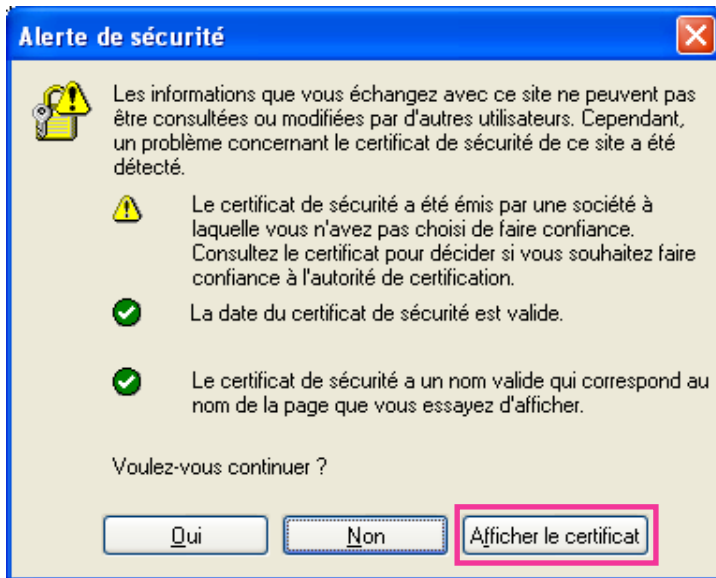 Alerte de sécurité
Les informations que vous échangez avec ce site ne peuvent pas
être consultées ou modifiées par d'autres utilisateurs. Cependant,
un problème concernant le certificat de sécurité de ce site a été
détecté.
Le certificat de sécurité a été émis par une société à
laquelle vous n'avez pas choisi de faire confiance.
Consultez le certificat pour décider si vous souhaitez faire
confiance à l'autorité de certification.
La date du certificat de sécurité est valide.
Le certificat de sécurité a un nom valide qui correspond au
nom de la page que vous essayez d'afficher.
Voulez-vous continuer ?
Oui Non Afficher le certificat